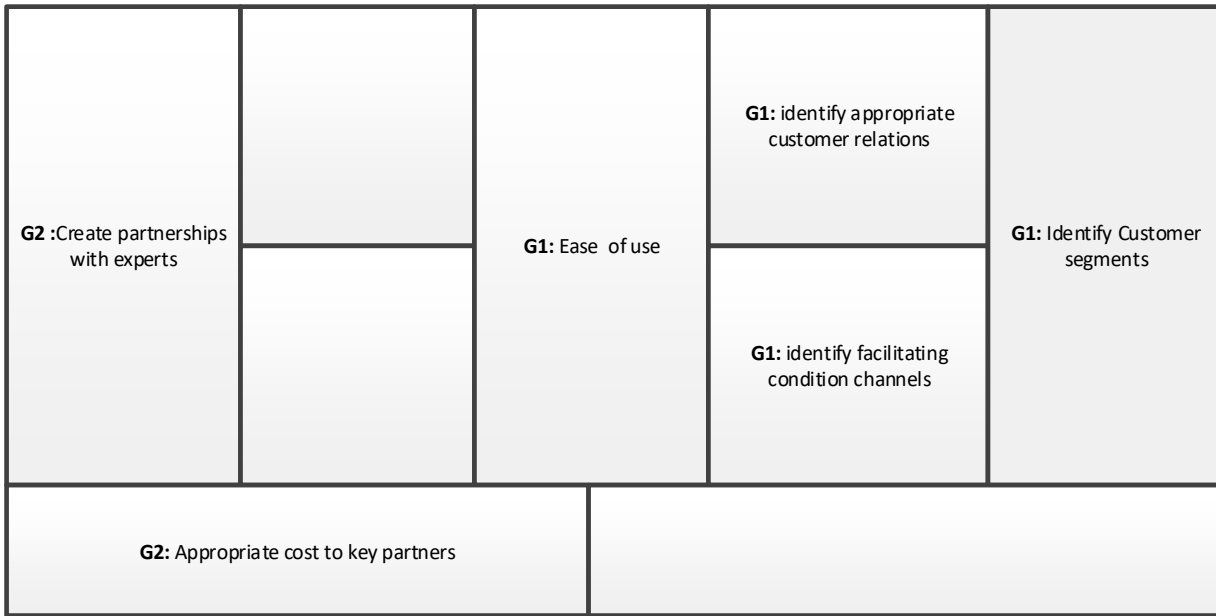 G1: identify appropriate
customer relations
G2 :Create partnerships
with experts
G1: Ease of use
G1: Identify Customer
segments
G1: identify facilitating
condition channels
G2: Appropriate cost to key partners